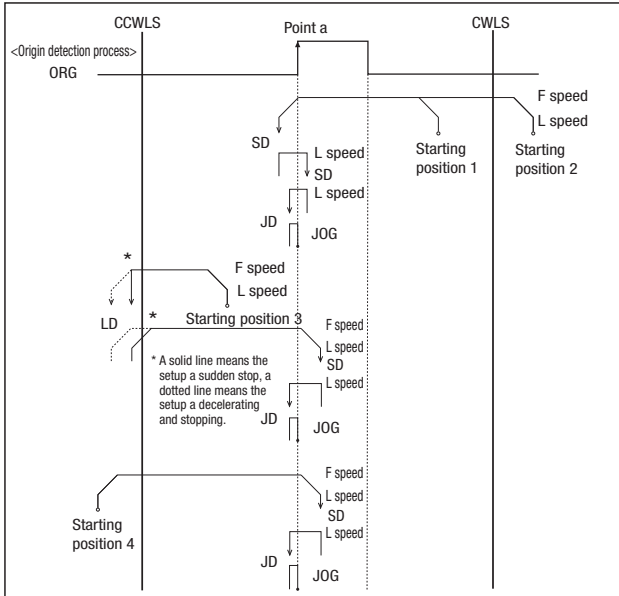 CCWLS Point a CWLS
<Origin detection process>
ORG
F speed
L speed
SD
Starting position 1
Starting position 2
L speed
SD
L speed
JD JOG
*
F speed
L speed
LD
*
Starting position 3
F speed
L speed
SD
* A solid line means the
setup a sudden stop, a
dotted line means the
setup a decelerating
and stopping.
L speed
JD JOG
F speed
L speed
SD
Starting
position 4
L speed
JD JOG